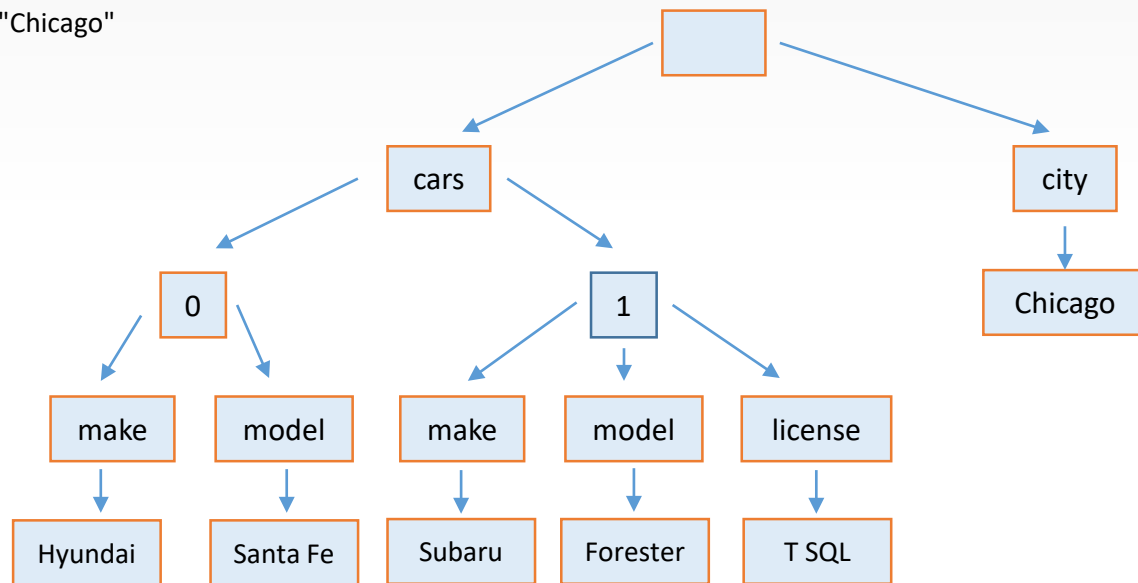 "Chicago"
cars
city
0
1
Chicago
make
model
make
model
license
Hyundai
Santa Fe
Subaru
Forester
T SQL